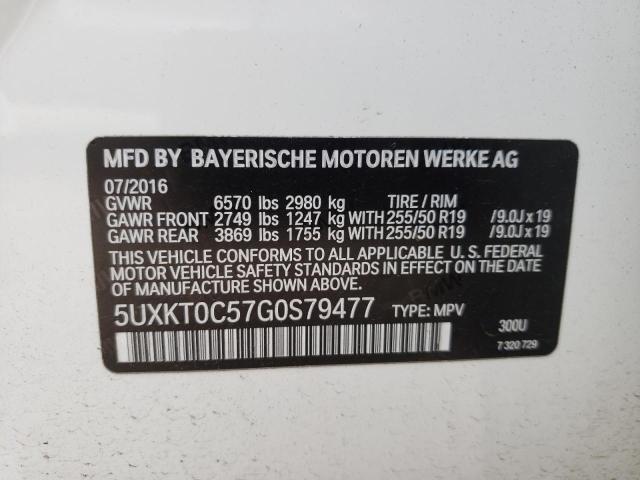 MFD BY BAYERISCHE MOTOREN WERKE AG
07/2016
GVWR 6570 lbs 2980 kg TIRE / RIM
GAWR FRONT 2749 lbs 1247 kg WITH 255/50 R19 /9.0J x 19
GAWR REAR 3869 lbs 1755 kg WITH 255/50 R19 /9.0J x 19
THIS VEHICLE CONFORMS TO ALL APPLICABLE U. S. FEDERAL
MOTOR VEHICLE SAFETY STANDARDS IN EFFECT ON THE DATE
OF MANUFACTURE SHOWN ABOVE.
5UXKT0C57G0S79477 TYPE: MPV
300U
7 320 729